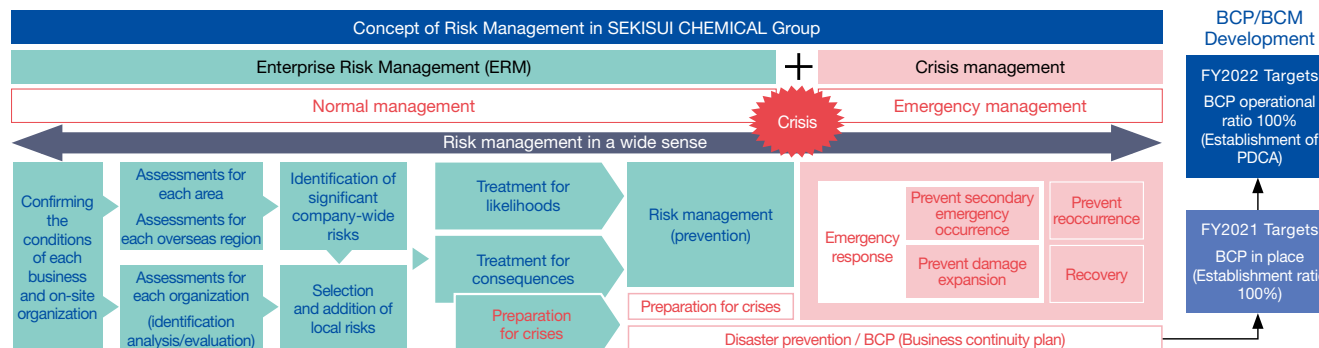 Concept of Risk Management in SEKISUI CHEMICAL Group
Enterprise Risk Management (ERM)
+
Crisis management
Normal management
Crisis
Emergency management
Risk management in a wide sense
Confirming
the
conditions
of each
business
and on-site
organization
Assessments for
each area
Assessments for
each overseas region
Assessments for
each organization
(identification
analysis/evaluation)
Identification of
significant
company-wide
risks
Selection
and addition of
local risks
Treatment for
likelihoods
Treatment for
consequences
Preparation
for crises
Risk management
(prevention)
Preparation for crises
Emergency
response
Prevent secondary
emergency
occurrence
Prevent damage
expansion
Prevent
reoccurrence
Recovery
Disaster prevention / BCP (Business continuity plan)
BCP/BCM
Development
FY2022 Targets
BCP operational
ratio 100%
(Establishment of
PDCA)
FY2021 Targets
BCP in place
(Establishment ratio
100%)